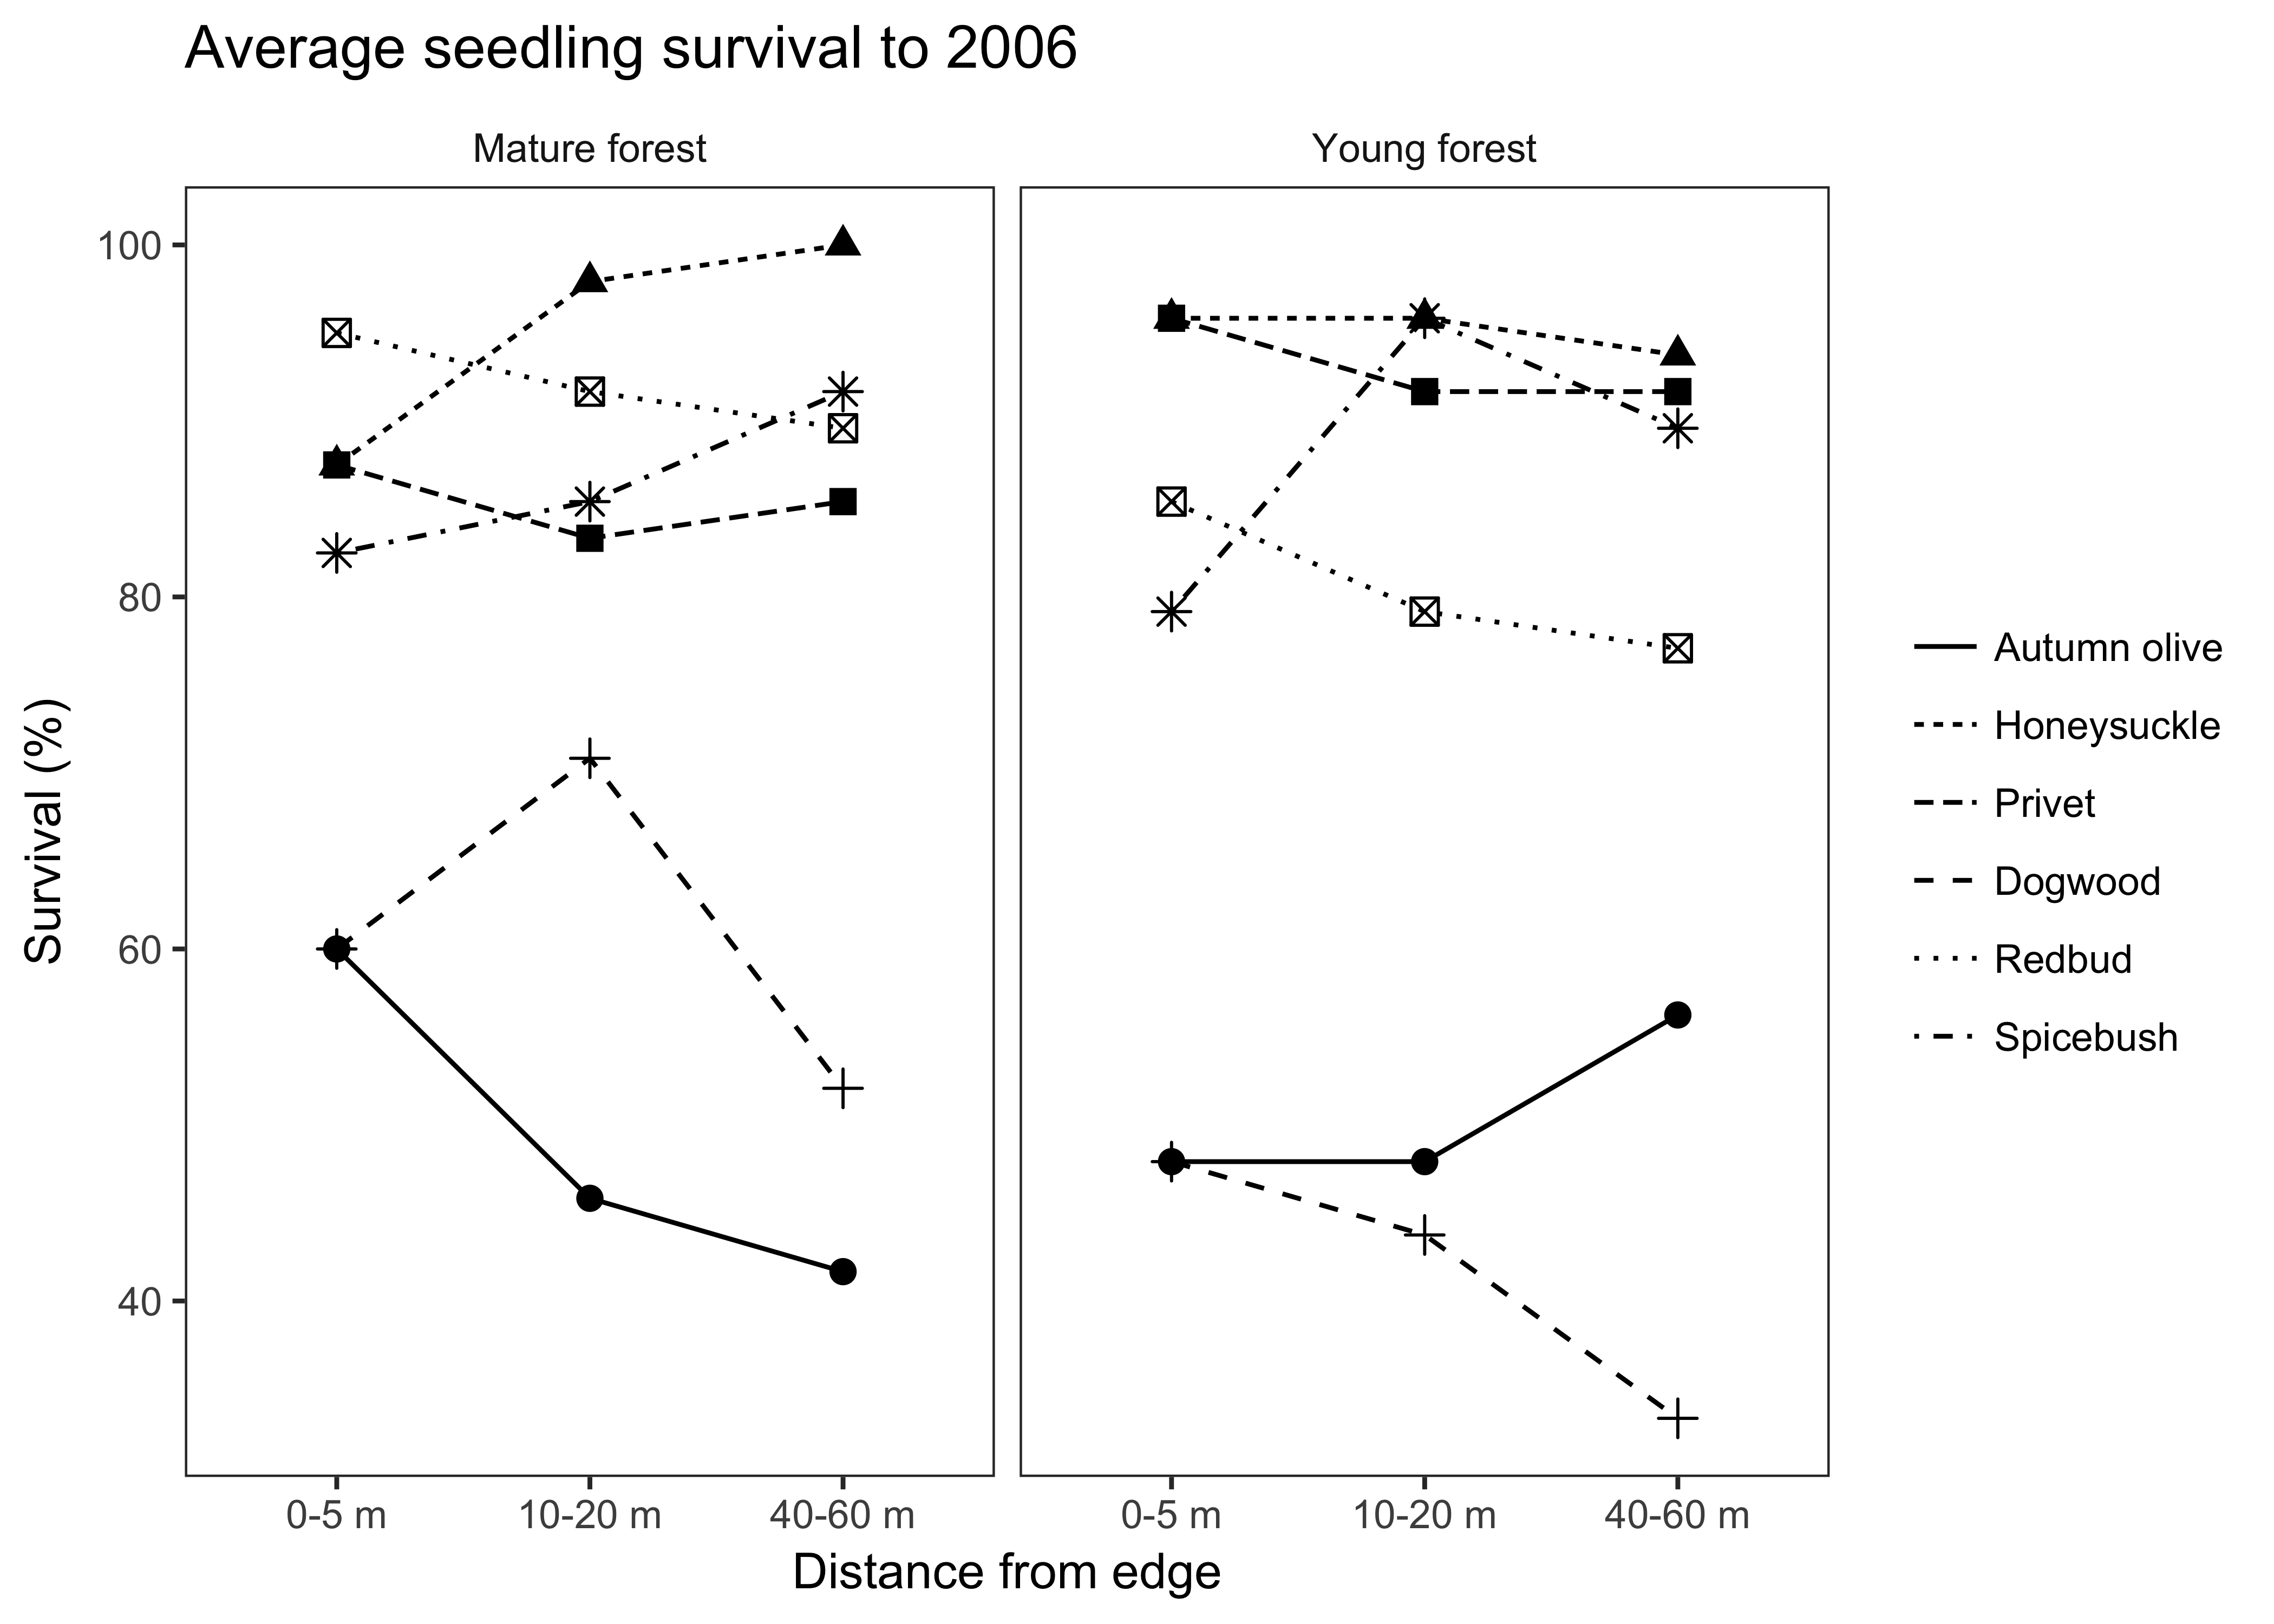 Average seedling survival to 2006
Mature forest
Young forest
100
80
60
40
Survival (%)
0-5 m
10-20 m
40-60 m
0-5 m
10-20 m
40-60 m
Distance from edge
Autumn olive
Honeysuckle
Privet
Dogwood
Redbud
Spicebush